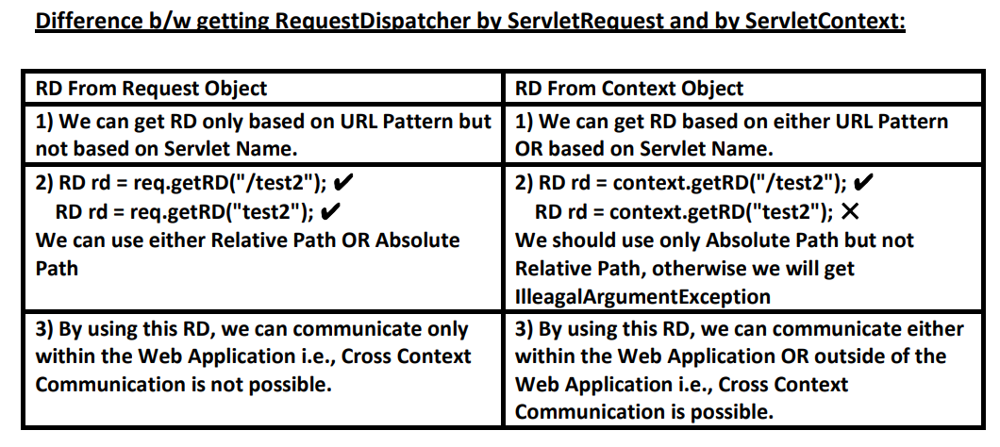 Difference b/w getting RequestDispatcher by ServletRequest and by ServletContext:
RD From Request Object
RD From Context Object
1) We can get RD only based on URL Pattern but
not based on Servlet Name.
1) We can get RD based on either URL Pattern
OR based on Servlet Name.
2) RD rd = req.getRD("/test2"); ✔
RD rd = req.getRD("test2"); ✔
We can use either Relative Path OR Absolute
Path
2) RD rd = context.getRD("/test2"); ✔
RD rd = context.getRD("test2"); ✕
We should use only Absolute Path but not
Relative Path, otherwise we will get
IlleagalArgumentException
3) By using this RD, we can communicate only
within the Web Application i.e., Cross Context
Communication is not possible.
3) By using this RD, we can communicate either
within the Web Application OR outside of the
Web Application i.e., Cross Context
Communication is possible.